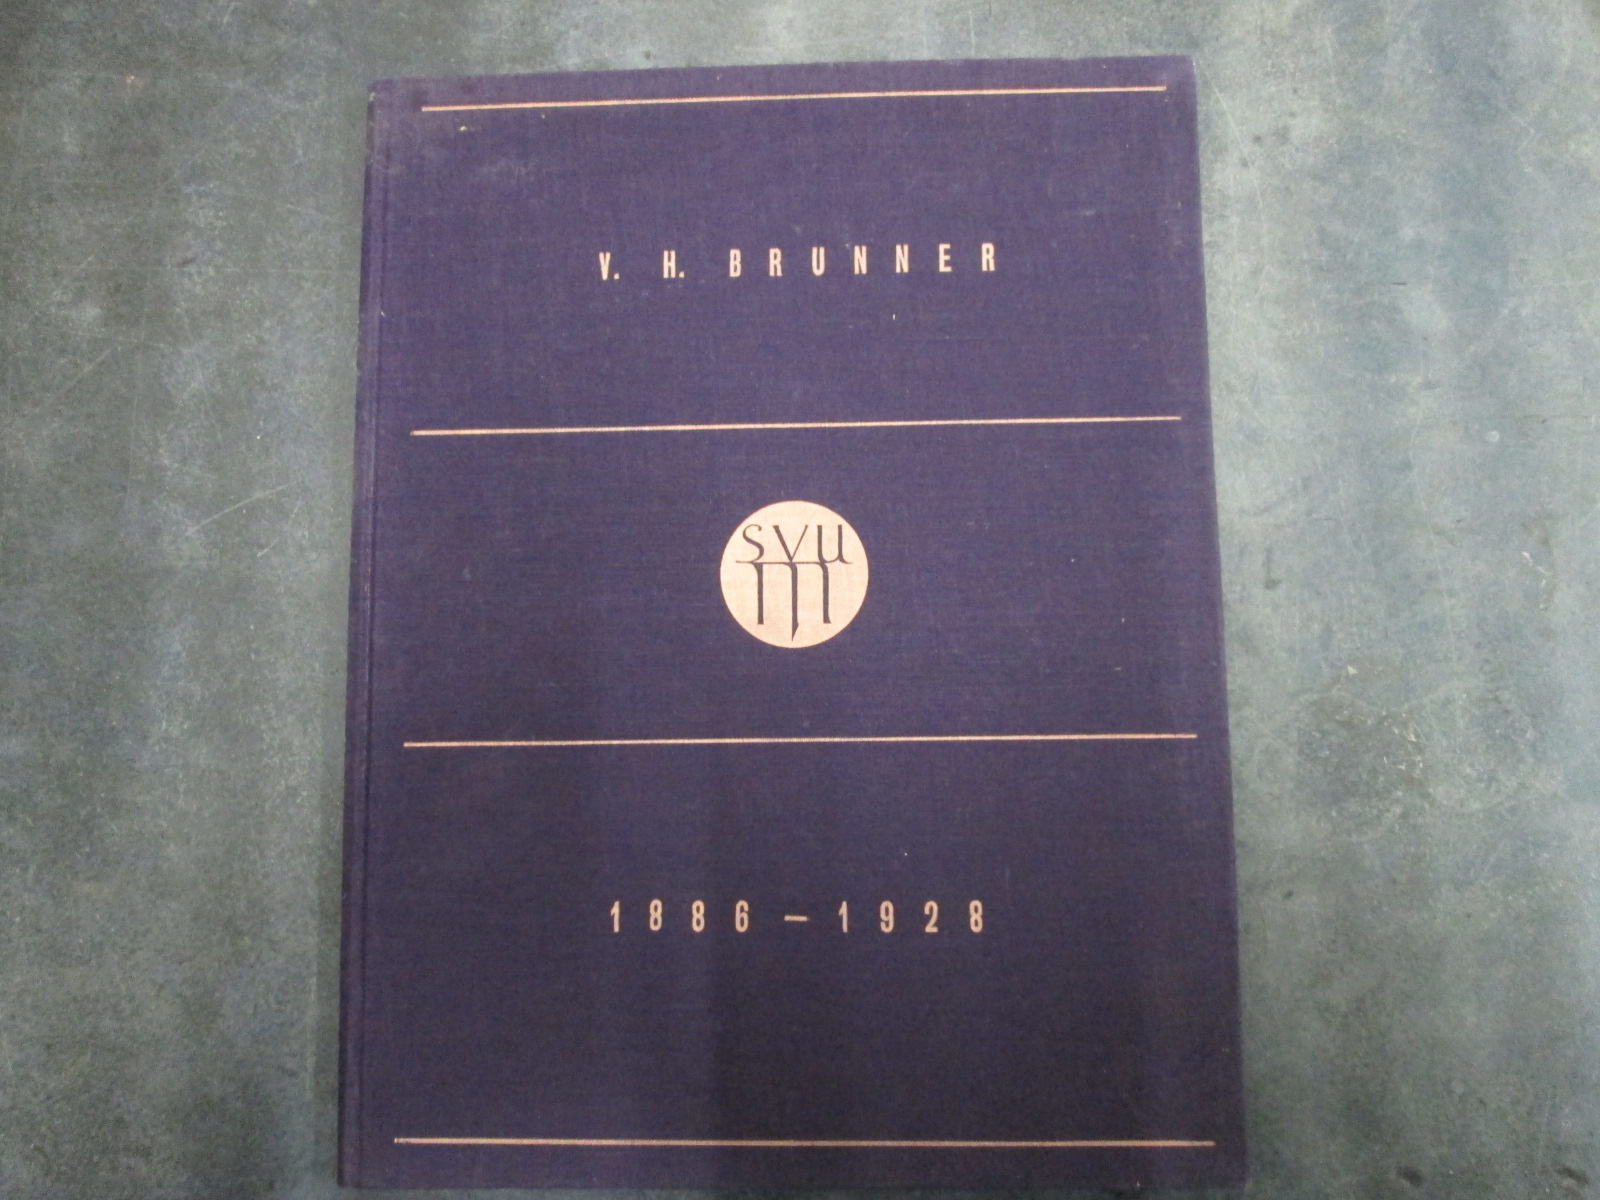 V. H. BRUNNER
svu
m
1886–1928